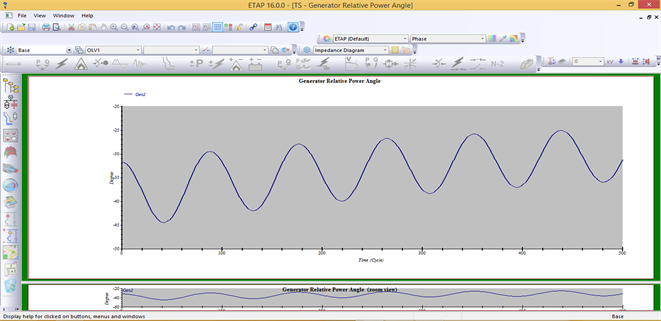 ETAP 16.0.0 - [TS - Generator Relative Power Angle]
File View Window Help
ETAP (Default) Phase
Base OLV1 Impedance Diagram
N-2 0 kV
Generator Relative Power Angle
Gen2
-20
-25
-30
-35
-40
-45
-50
Degree
0 100 200 300 400 500
Time (Cycle)
Generator Relative Power Angle (zoom view)
Gen2
-20
-40
-60
Degree
Display help for clicked on buttons, menus and windows Base